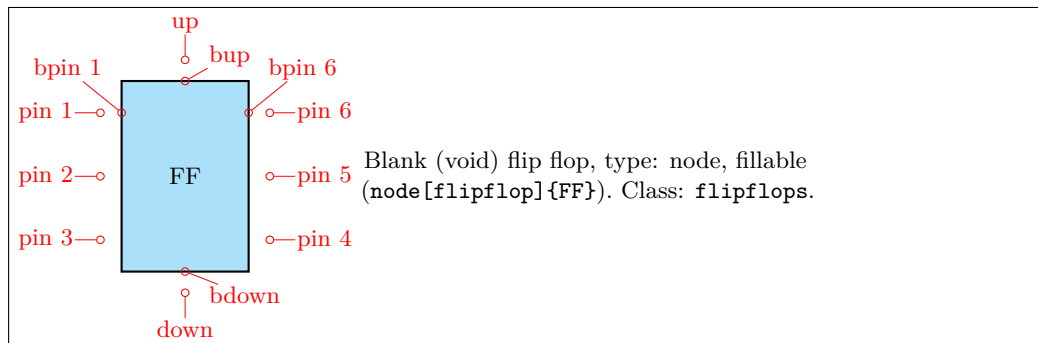 up
bup
bpin 1
bpin 6
pin 1
pin 6
pin 2
FF
pin 5
Blank (void) flip flop, type: node, fillable
(node[flipflop]{FF}). Class: flipflops.
pin 3
pin 4
bdown
down